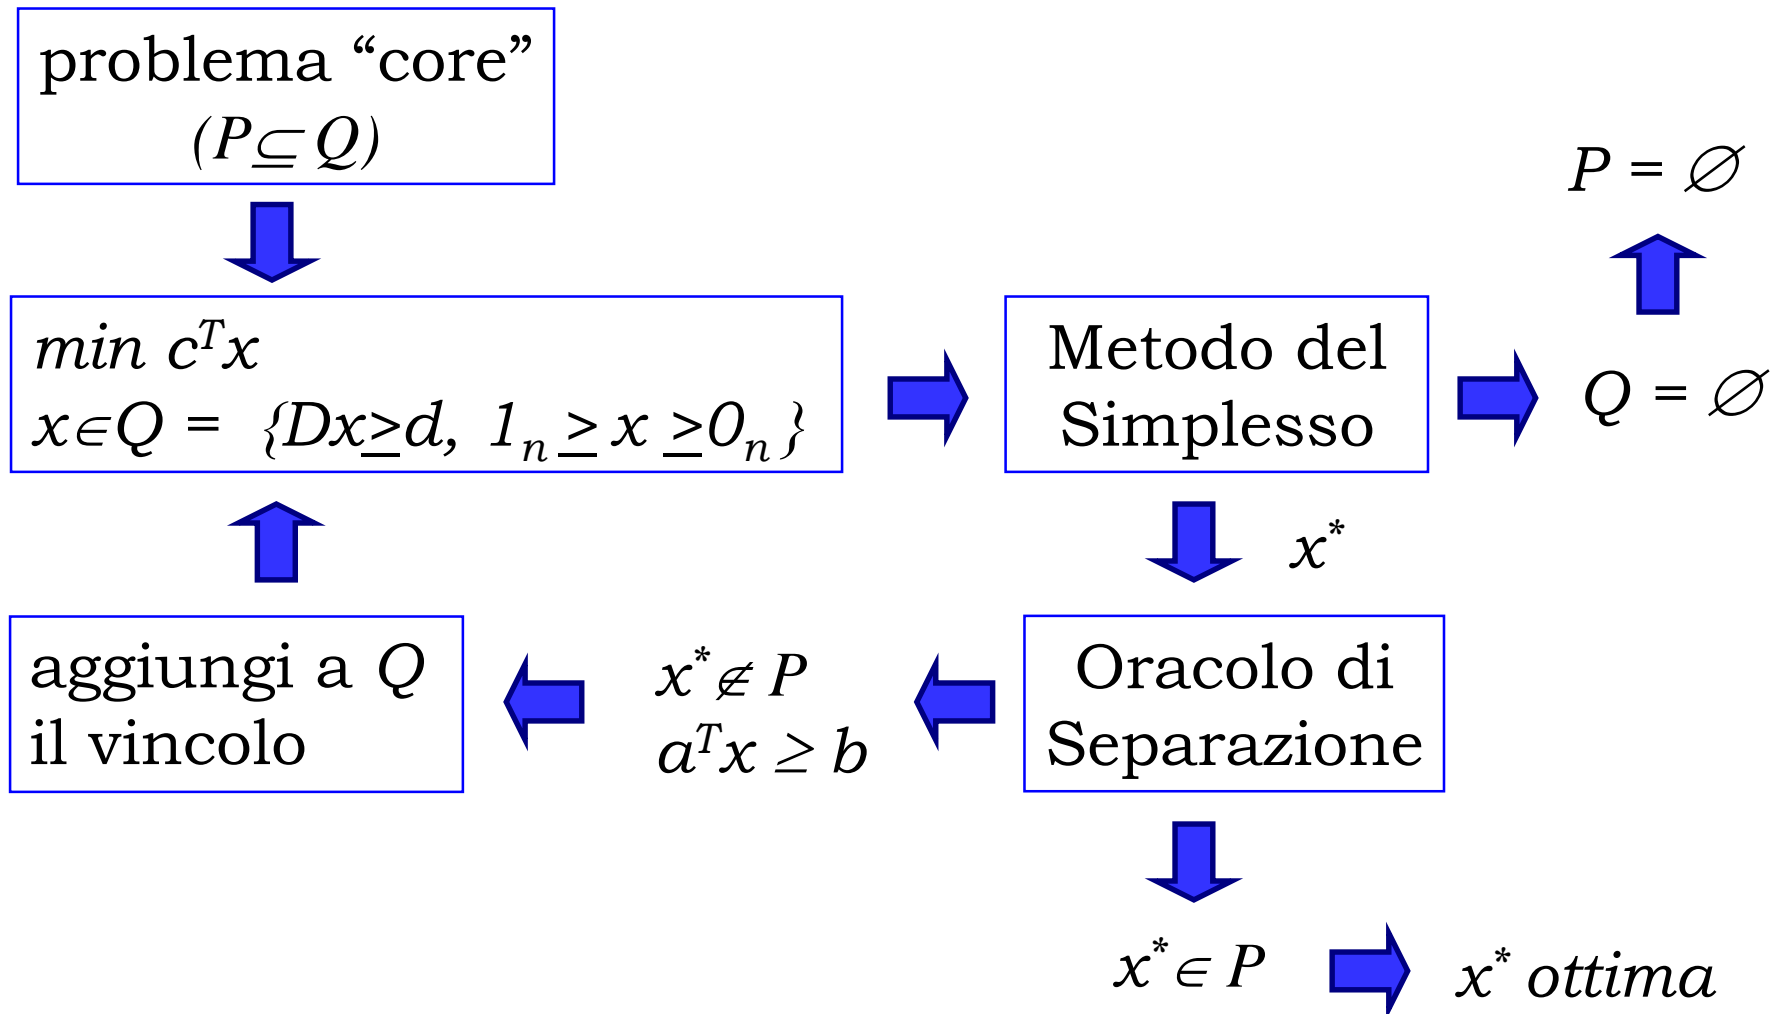 problema “core”
(P⊆ Q)
P = ∅
min cᵀx
x∈Q = {Dx≥d, 1ₙ ≥ x ≥0ₙ}
Metodo del
Simplesso
Q = ∅
x*
aggiungi a Q
il vincolo
x*∉ P
aᵀx ≥ b
Oracolo di
Separazione
x*∈ P
x* ottima